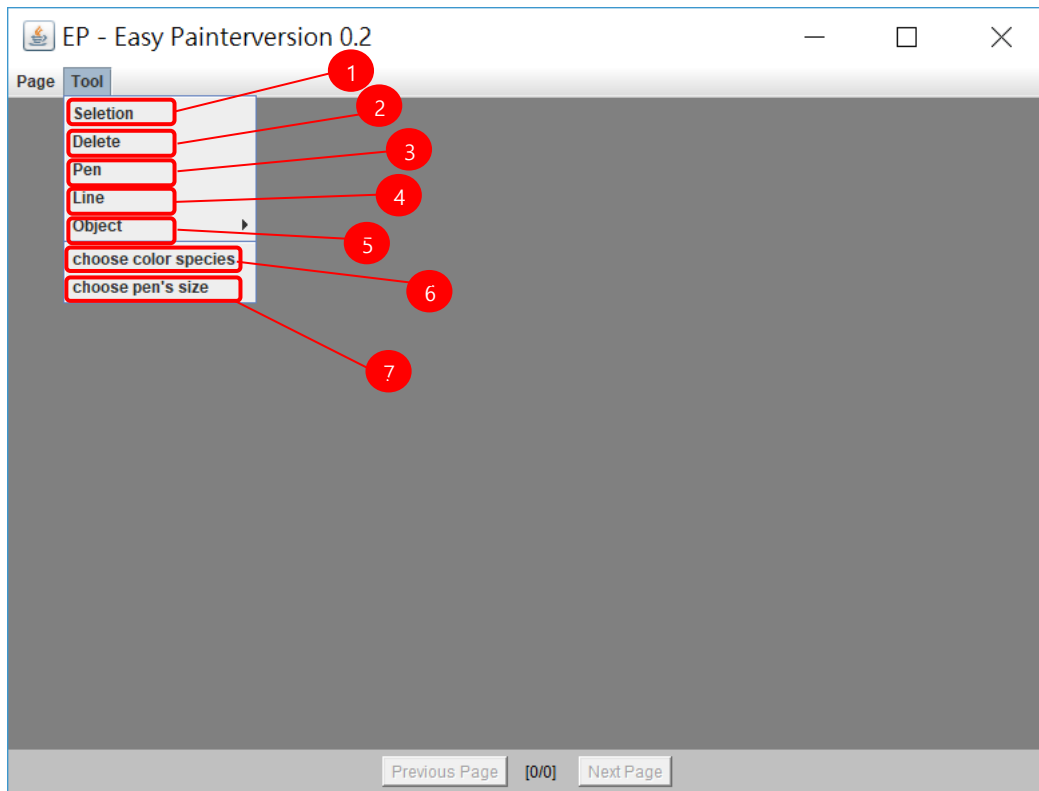 EP - Easy Painterversion 0.2
Page Tool
1
Seletion
2
Delete
3
Pen
4
Line
5
Object
6
choose color species
7
choose pen's size
Previous Page [0/0] Next Page